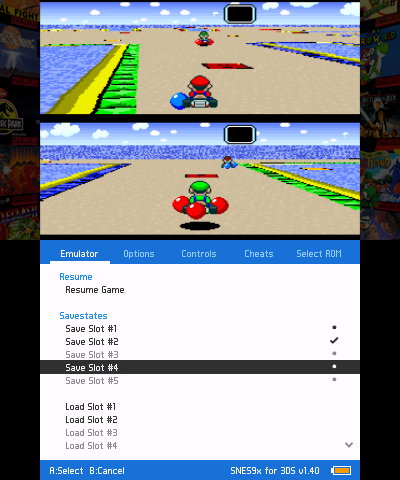 Emulator Options Controls Cheats Select ROM
Resume
Resume Game
Savestates
Save Slot #1
Save Slot #2
Save Slot #3
Save Slot #4
Save Slot #5
Load Slot #1
Load Slot #2
Load Slot #3
Load Slot #4
A:Select B:Cancel SNES9x for 3DS v1.40